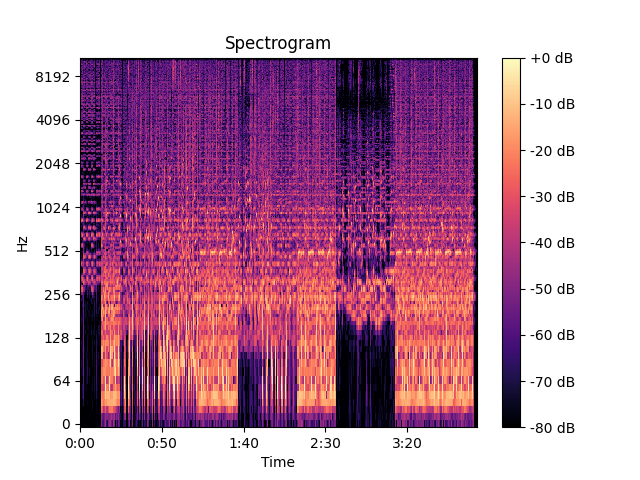 Spectrogram
8192
4096
2048
1024
512
256
128
64
0
Hz
0:00 0:50 1:40 2:30 3:20
Time
+0 dB
-10 dB
-20 dB
-30 dB
-40 dB
-50 dB
-60 dB
-70 dB
-80 dB